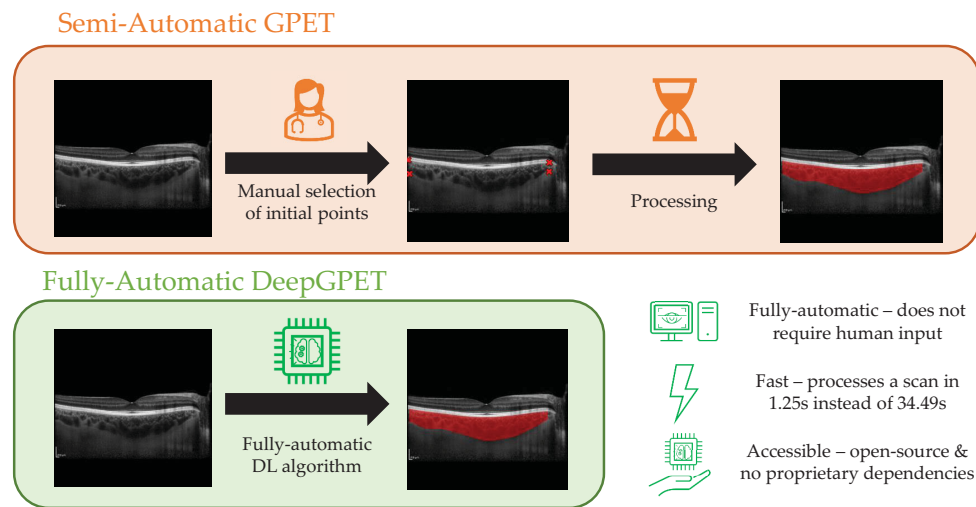 Semi-Automatic GPET
Manual selection
of initial points
Processing
Fully-Automatic DeepGPET
Fully-automatic
DL algorithm
Fully-automatic – does not
require human input
Fast – processes a scan in
1.25s instead of 34.49s
Accessible – open-source &
no proprietary dependencies